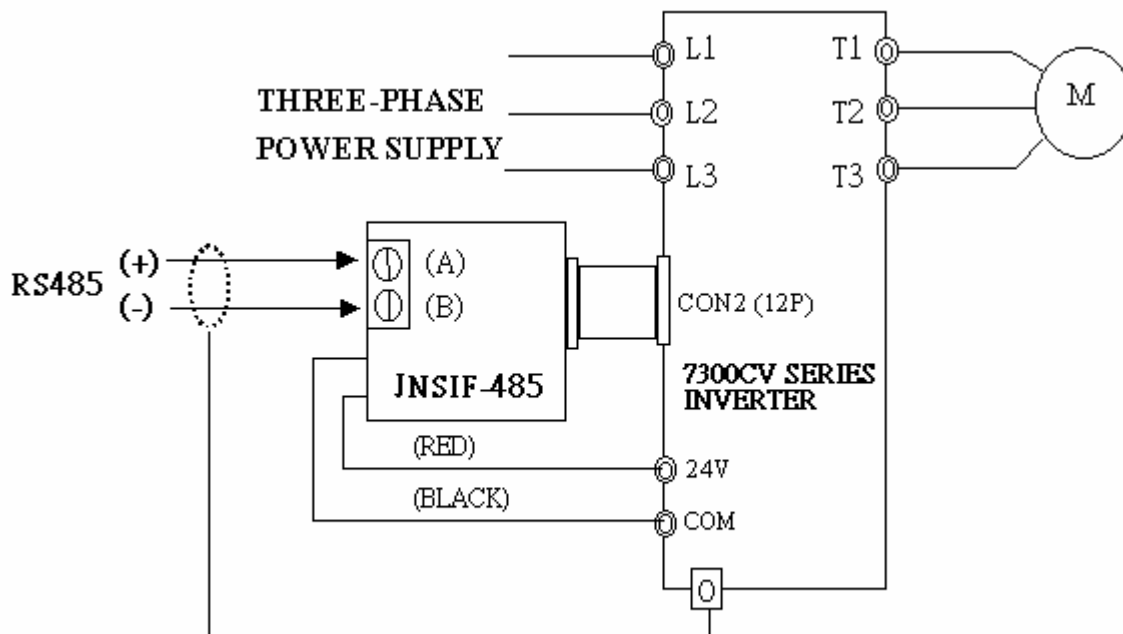 L1
T1
THREE-PHASE
L2
T2
M
POWER SUPPLY
L3
T3
RS485
(+)
(A)
(-)
(B)
CON2 (12P)
JNSIF-485
7300CV SERIES
INVERTER
(RED)
24V
(BLACK)
COM
O